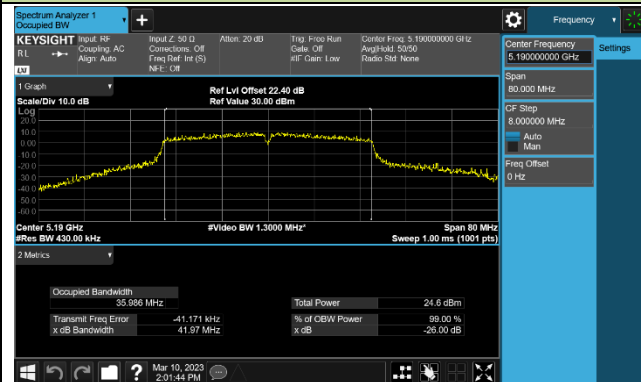 Spectrum Analyzer 1
Occupied BW
+
Frequency
KEYSIGHT
RL
LXI
Input: RF
Coupling: AC
Align: Auto
Input Z: 50 Ω
Corrections: Off
Freq Ref: Int (S)
NFE: Off
Atten: 20 dB
Trig: Free Run
Gate: Off
#IF Gain: Low
Center Freq: 5.190000000 GHz
Avg|Hold: 50/50
Radio Std: None
Center Frequency
5.190000000 GHz
Settings
Span
80.000 MHz
CF Step
8.000000 MHz
Auto
Man
Freq Offset
0 Hz
1 Graph
Scale/Div 10.0 dB
Ref Lvl Offset 22.40 dB
Ref Value 30.00 dBm
Log
20.0
10.0
0.00
-10.0
-20.0
-30.0
-40.0
-50.0
-60.0
Center 5.19 GHz
#Video BW 1.3000 MHz*
Span 80 MHz
#Res BW 430.00 kHz
Sweep 1.00 ms (1001 pts)
2 Metrics
Occupied Bandwidth
35.986 MHz
Total Power 24.6 dBm
Transmit Freq Error -41.171 kHz
% of OBW Power 99.00 %
x dB Bandwidth 41.97 MHz
x dB -26.00 dB
?
Mar 10, 2023
2:01:44 PM